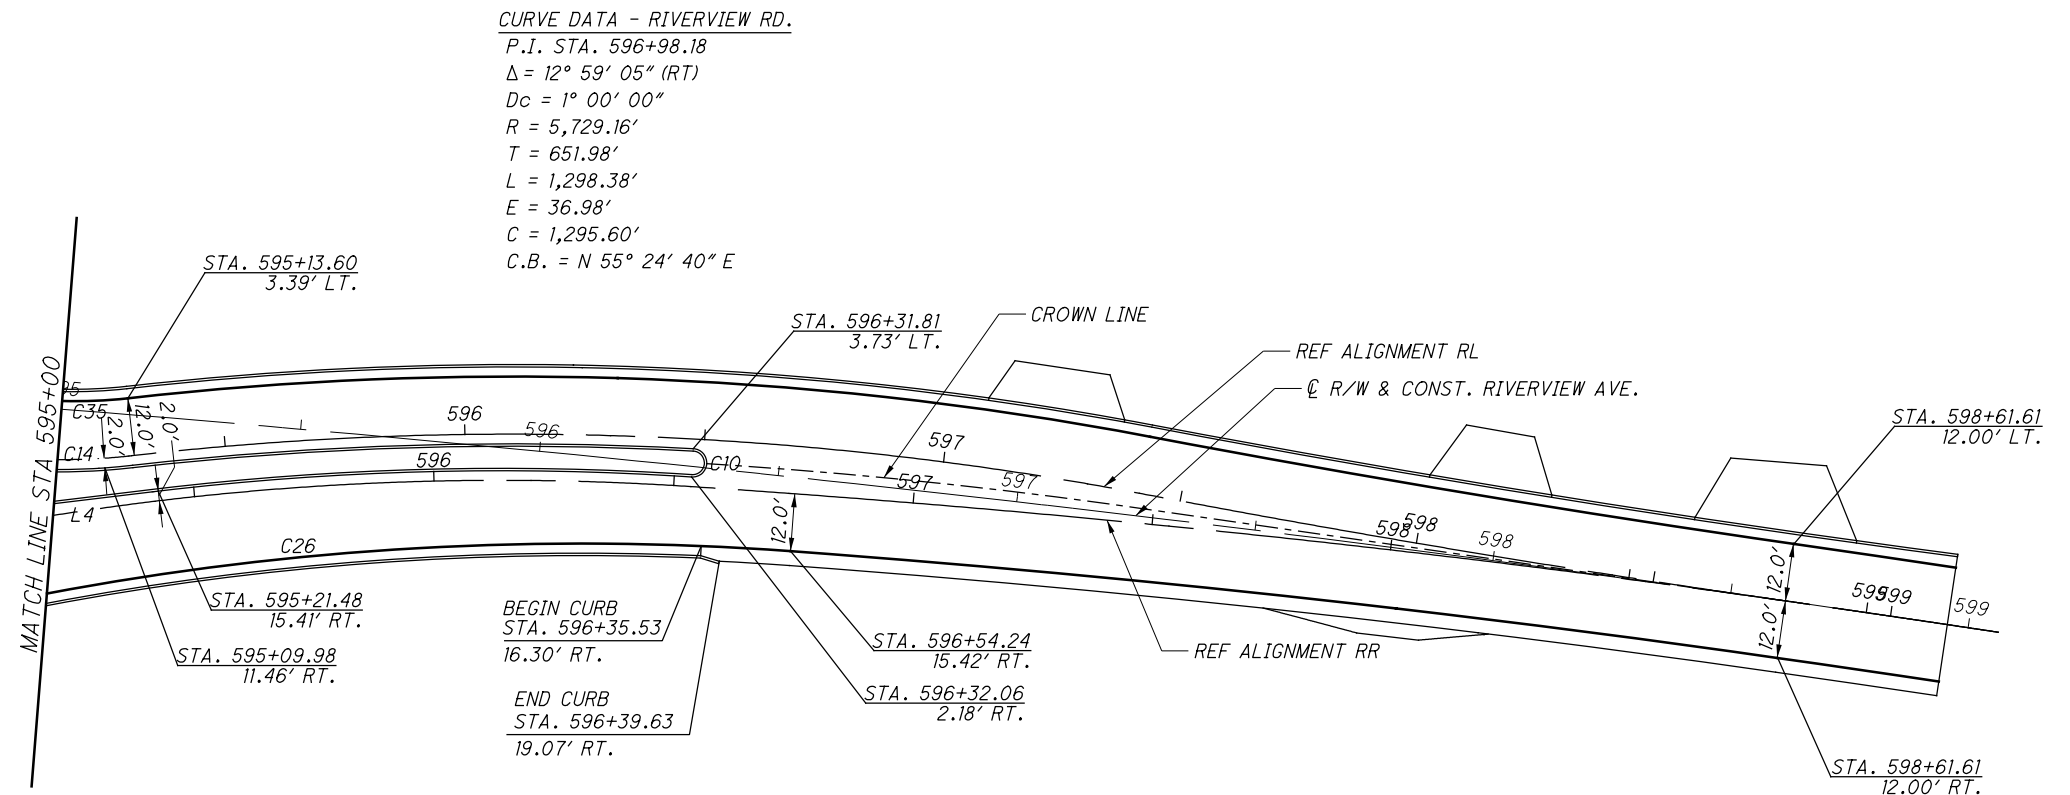 CURVE DATA - RIVERVIEW RD.
P.I. STA. 596+98.18
Δ = 12° 59' 05" (RT)
Dc = 1° 00' 00"
R = 5,729.16'
T = 651.98'
L = 1,298.38'
E = 36.98'
C = 1,295.60'
C.B. = N 55° 24' 40" E
STA. 595+13.60
3.39' LT.
STA. 596+31.81
3.73' LT.
CROWN LINE
REF ALIGNMENT RL
℄ R/W & CONST. RIVERVIEW AVE.
STA. 598+61.61
12.00' LT.
MATCH LINE STA 595+00
95
C35
12.0'
12.0'
2.0'
C14
L4
C26
596
596
596
C10
597
597
597
12.0'
598
598
598
12.0'
12.0'
599
599
599
STA. 595+21.48
15.41' RT.
STA. 595+09.98
11.46' RT.
BEGIN CURB
STA. 596+35.53
16.30' RT.
END CURB
STA. 596+39.63
19.07' RT.
STA. 596+54.24
15.42' RT.
STA. 596+32.06
2.18' RT.
REF ALIGNMENT RR
STA. 598+61.61
12.00' RT.